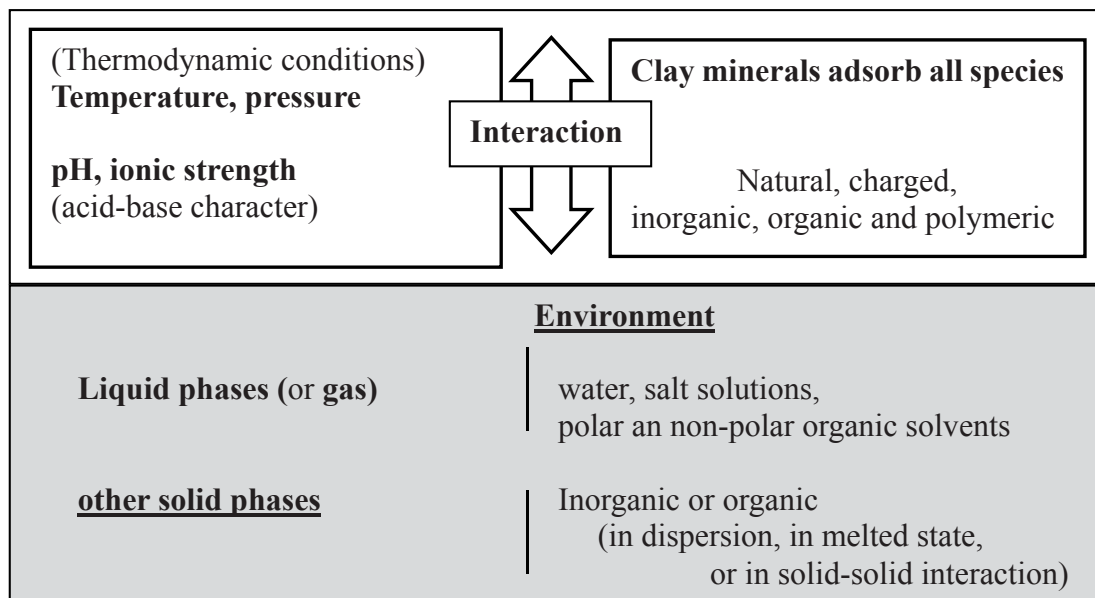 (Thermodynamic conditions)
Temperature, pressure
pH, ionic strength
(acid-base character)
Interaction
Clay minerals adsorb all species
Natural, charged,
inorganic, organic and polymeric
Environment
Liquid phases (or gas)
water, salt solutions,
polar an non-polar organic solvents
other solid phases
Inorganic or organic
(in dispersion, in melted state,
or in solid-solid interaction)